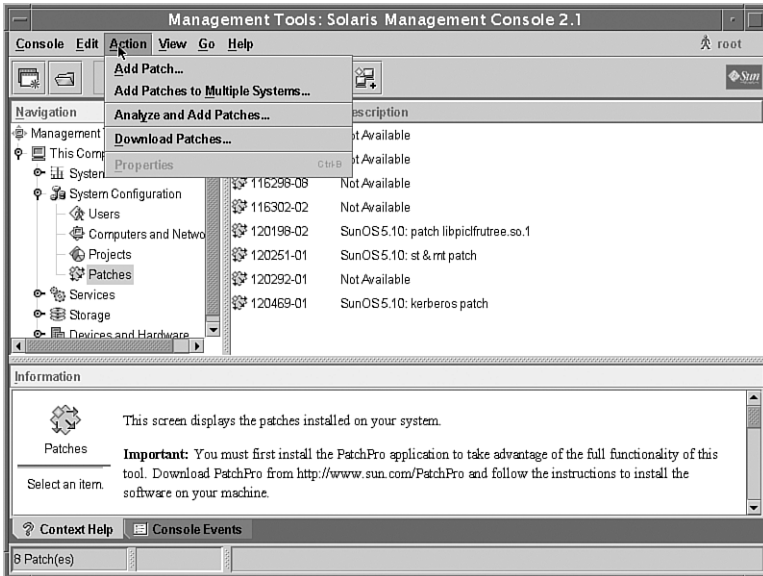 Management Tools: Solaris Management Console 2.1
Console Edit Action View Go Help
root
Sun
Add Patch...
Add Patches to Multiple Systems...
Analyze and Add Patches...
Download Patches...
Properties Ctrl-B
Navigation
escription
Management
ot Available
This Comp
ot Available
System
116298-08 Not Available
System Configuration
116302-02 Not Available
Users
120198-02 SunOS 5.10: patch libpiclfrutree.so.1
Computers and Netwo
120251-01 SunOS 5.10: st & mt patch
Projects
120292-01 Not Available
Patches
120469-01 SunOS 5.10: kerberos patch
Services
Storage
Devices and Hardware
Information
Patches
Select an item.
This screen displays the patches installed on your system.
Important: You must first install the PatchPro application to take advantage of the full functionality of this
tool. Download PatchPro from http://www.sun.com/PatchPro and follow the instructions to install the
software on your machine.
Context Help Console Events
8 Patch(es)